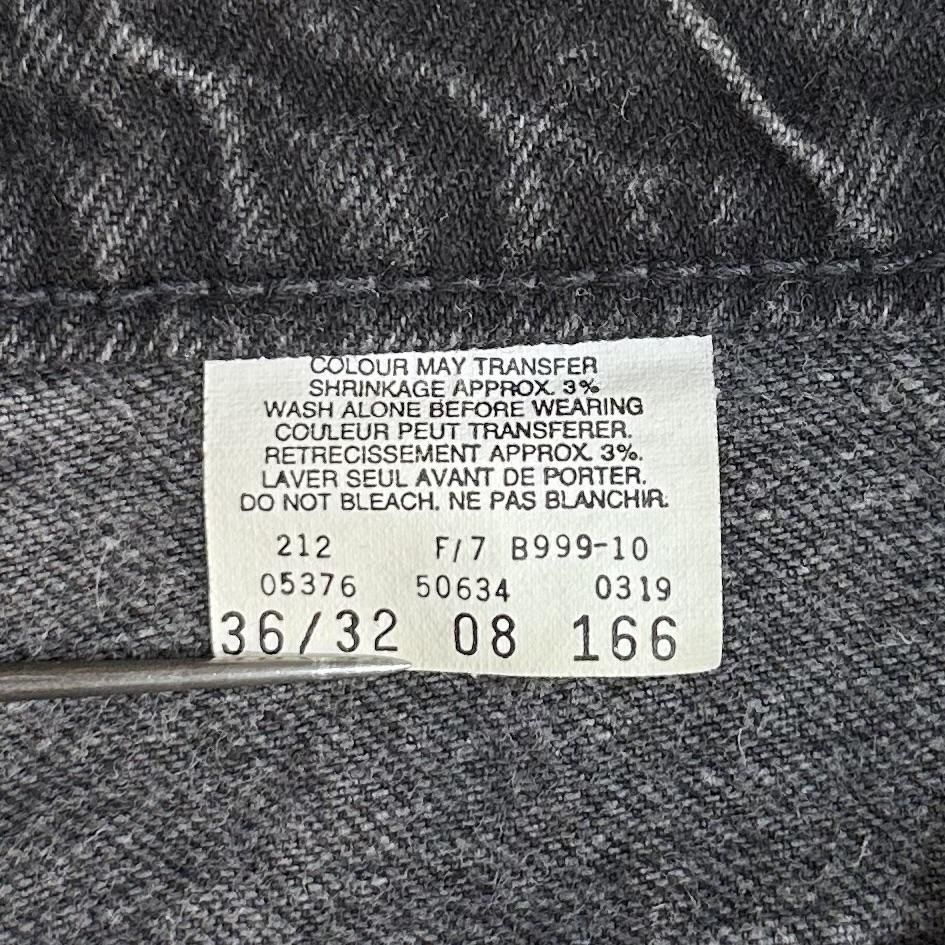 COLOUR MAY TRANSFER
SHRINKAGE APPROX. 3%
WASH ALONE BEFORE WEARING
COULEUR PEUT TRANSFERER.
RETRECISSEMENT APPROX. 3%.
LAVER SEUL AVANT DE PORTER.
DO NOT BLEACH. NE PAS BLANCHIR.
212 F/7 B999-10
05376 50634 0319
36/32 08 166